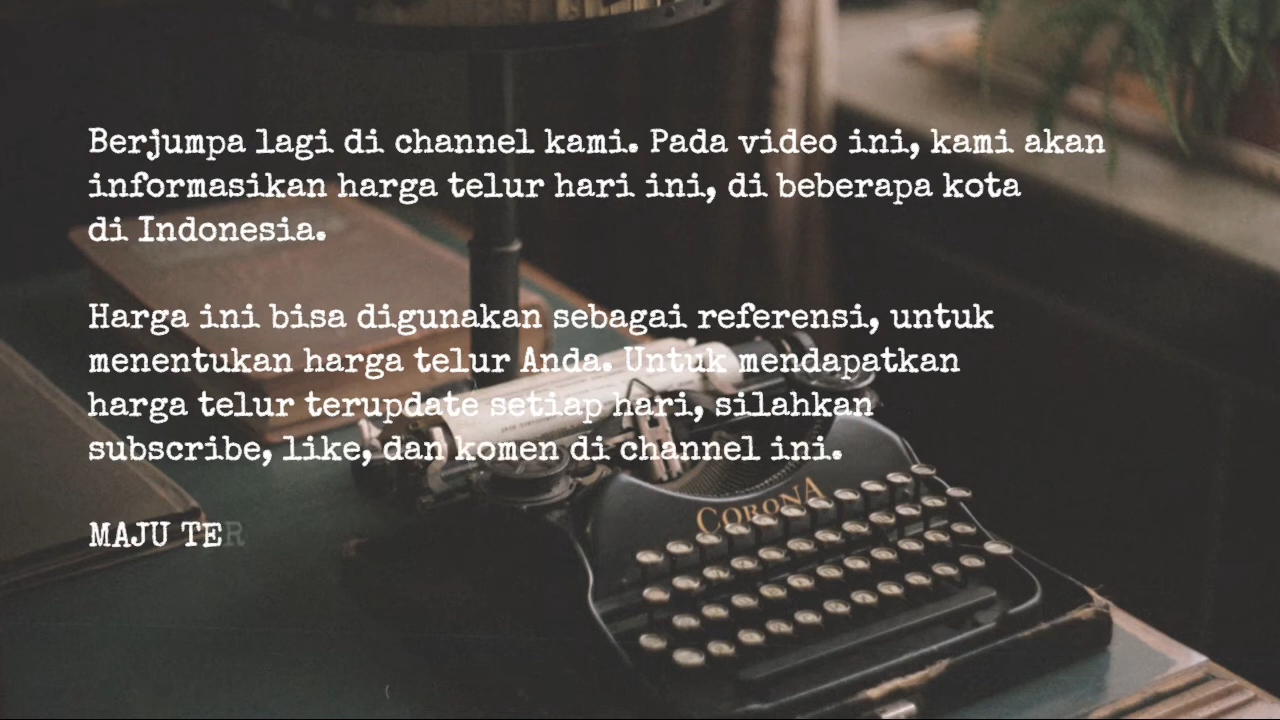 Berjumpa lagi di channel kami. Pada video ini, kami akan
informasikan harga telur hari ini, di beberapa kota
di Indonesia.
Harga ini bisa digunakan sebagai referensi, untuk
menentukan harga telur Anda. Untuk mendapatkan
harga telur terupdate setiap hari, silahkan
subscribe, like, dan komen di channel ini.
MAJU TER
CORONA